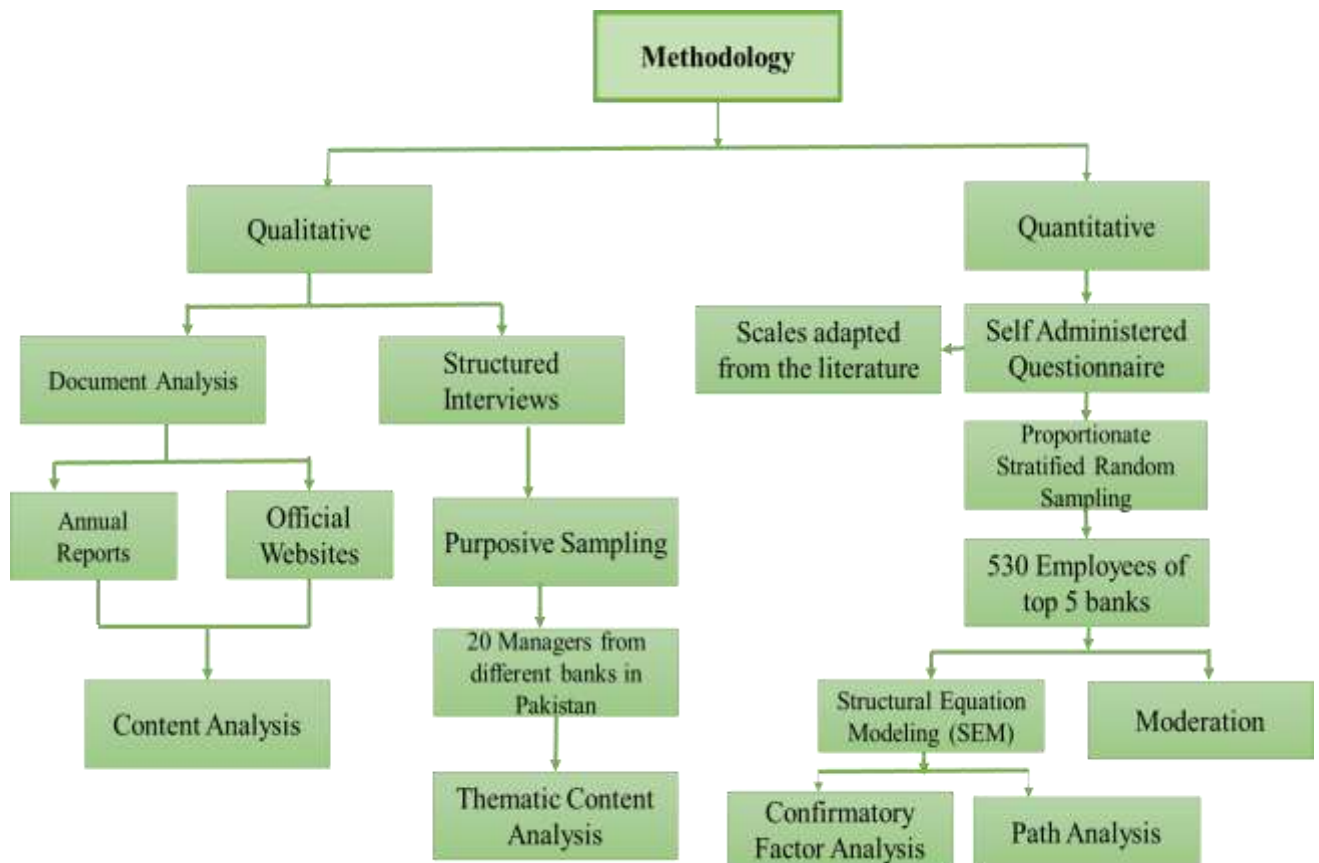 Methodology
Qualitative
Quantitative
Document Analysis
Structured
Interviews
Scales adapted
from the literature
Self Administered
Questionnaire
Annual
Reports
Official
Websites
Purposive Sampling
Proportionate
Stratified Random
Sampling
530 Employees of
top 5 banks
Content Analysis
20 Managers from
different banks in
Pakistan
Structural Equation
Modeling (SEM)
Moderation
Thematic Content
Analysis
Confirmatory
Factor Analysis
Path Analysis